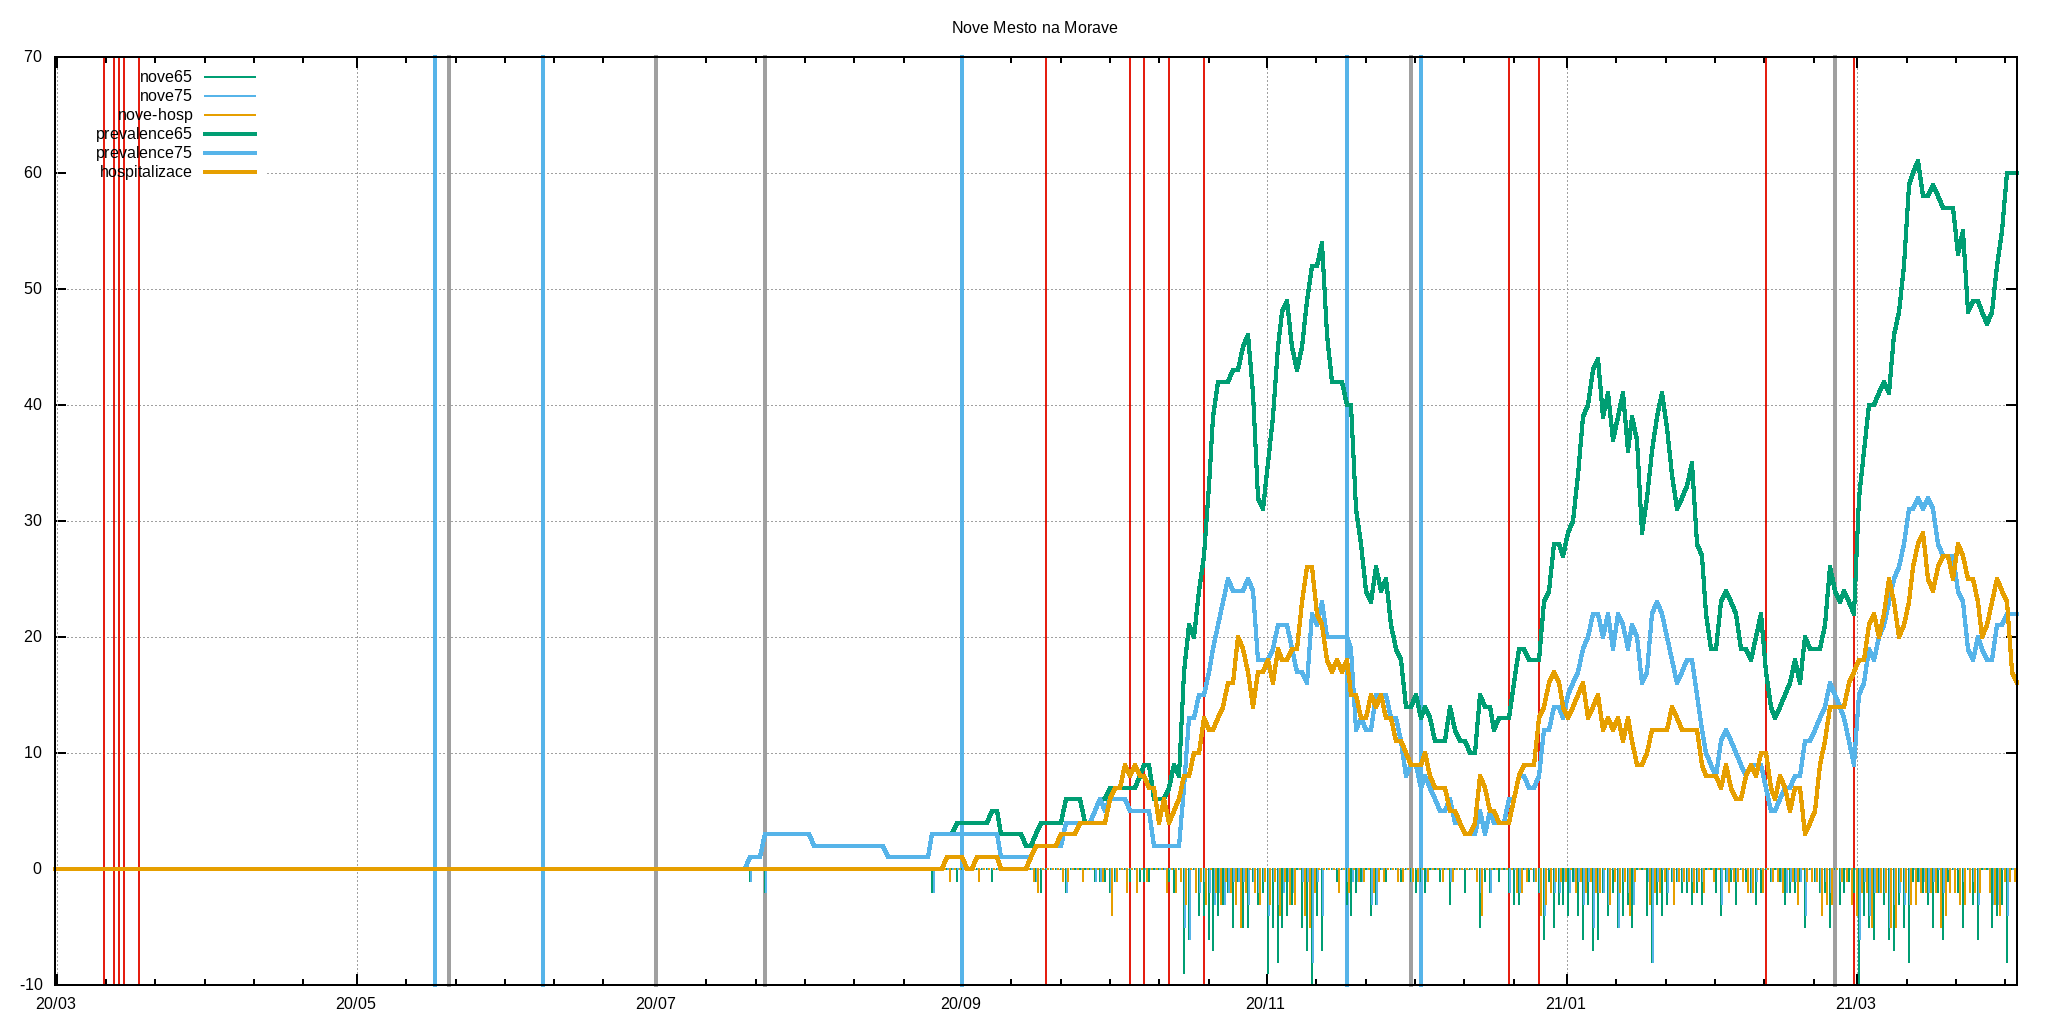 Nove Mesto na Morave
70
60
50
40
30
20
10
0
-10
nove65
nove75
nove-hosp
prevalence65
prevalence75
hospitalizace
20/03 20/05 20/07 20/09 20/11 21/01 21/03